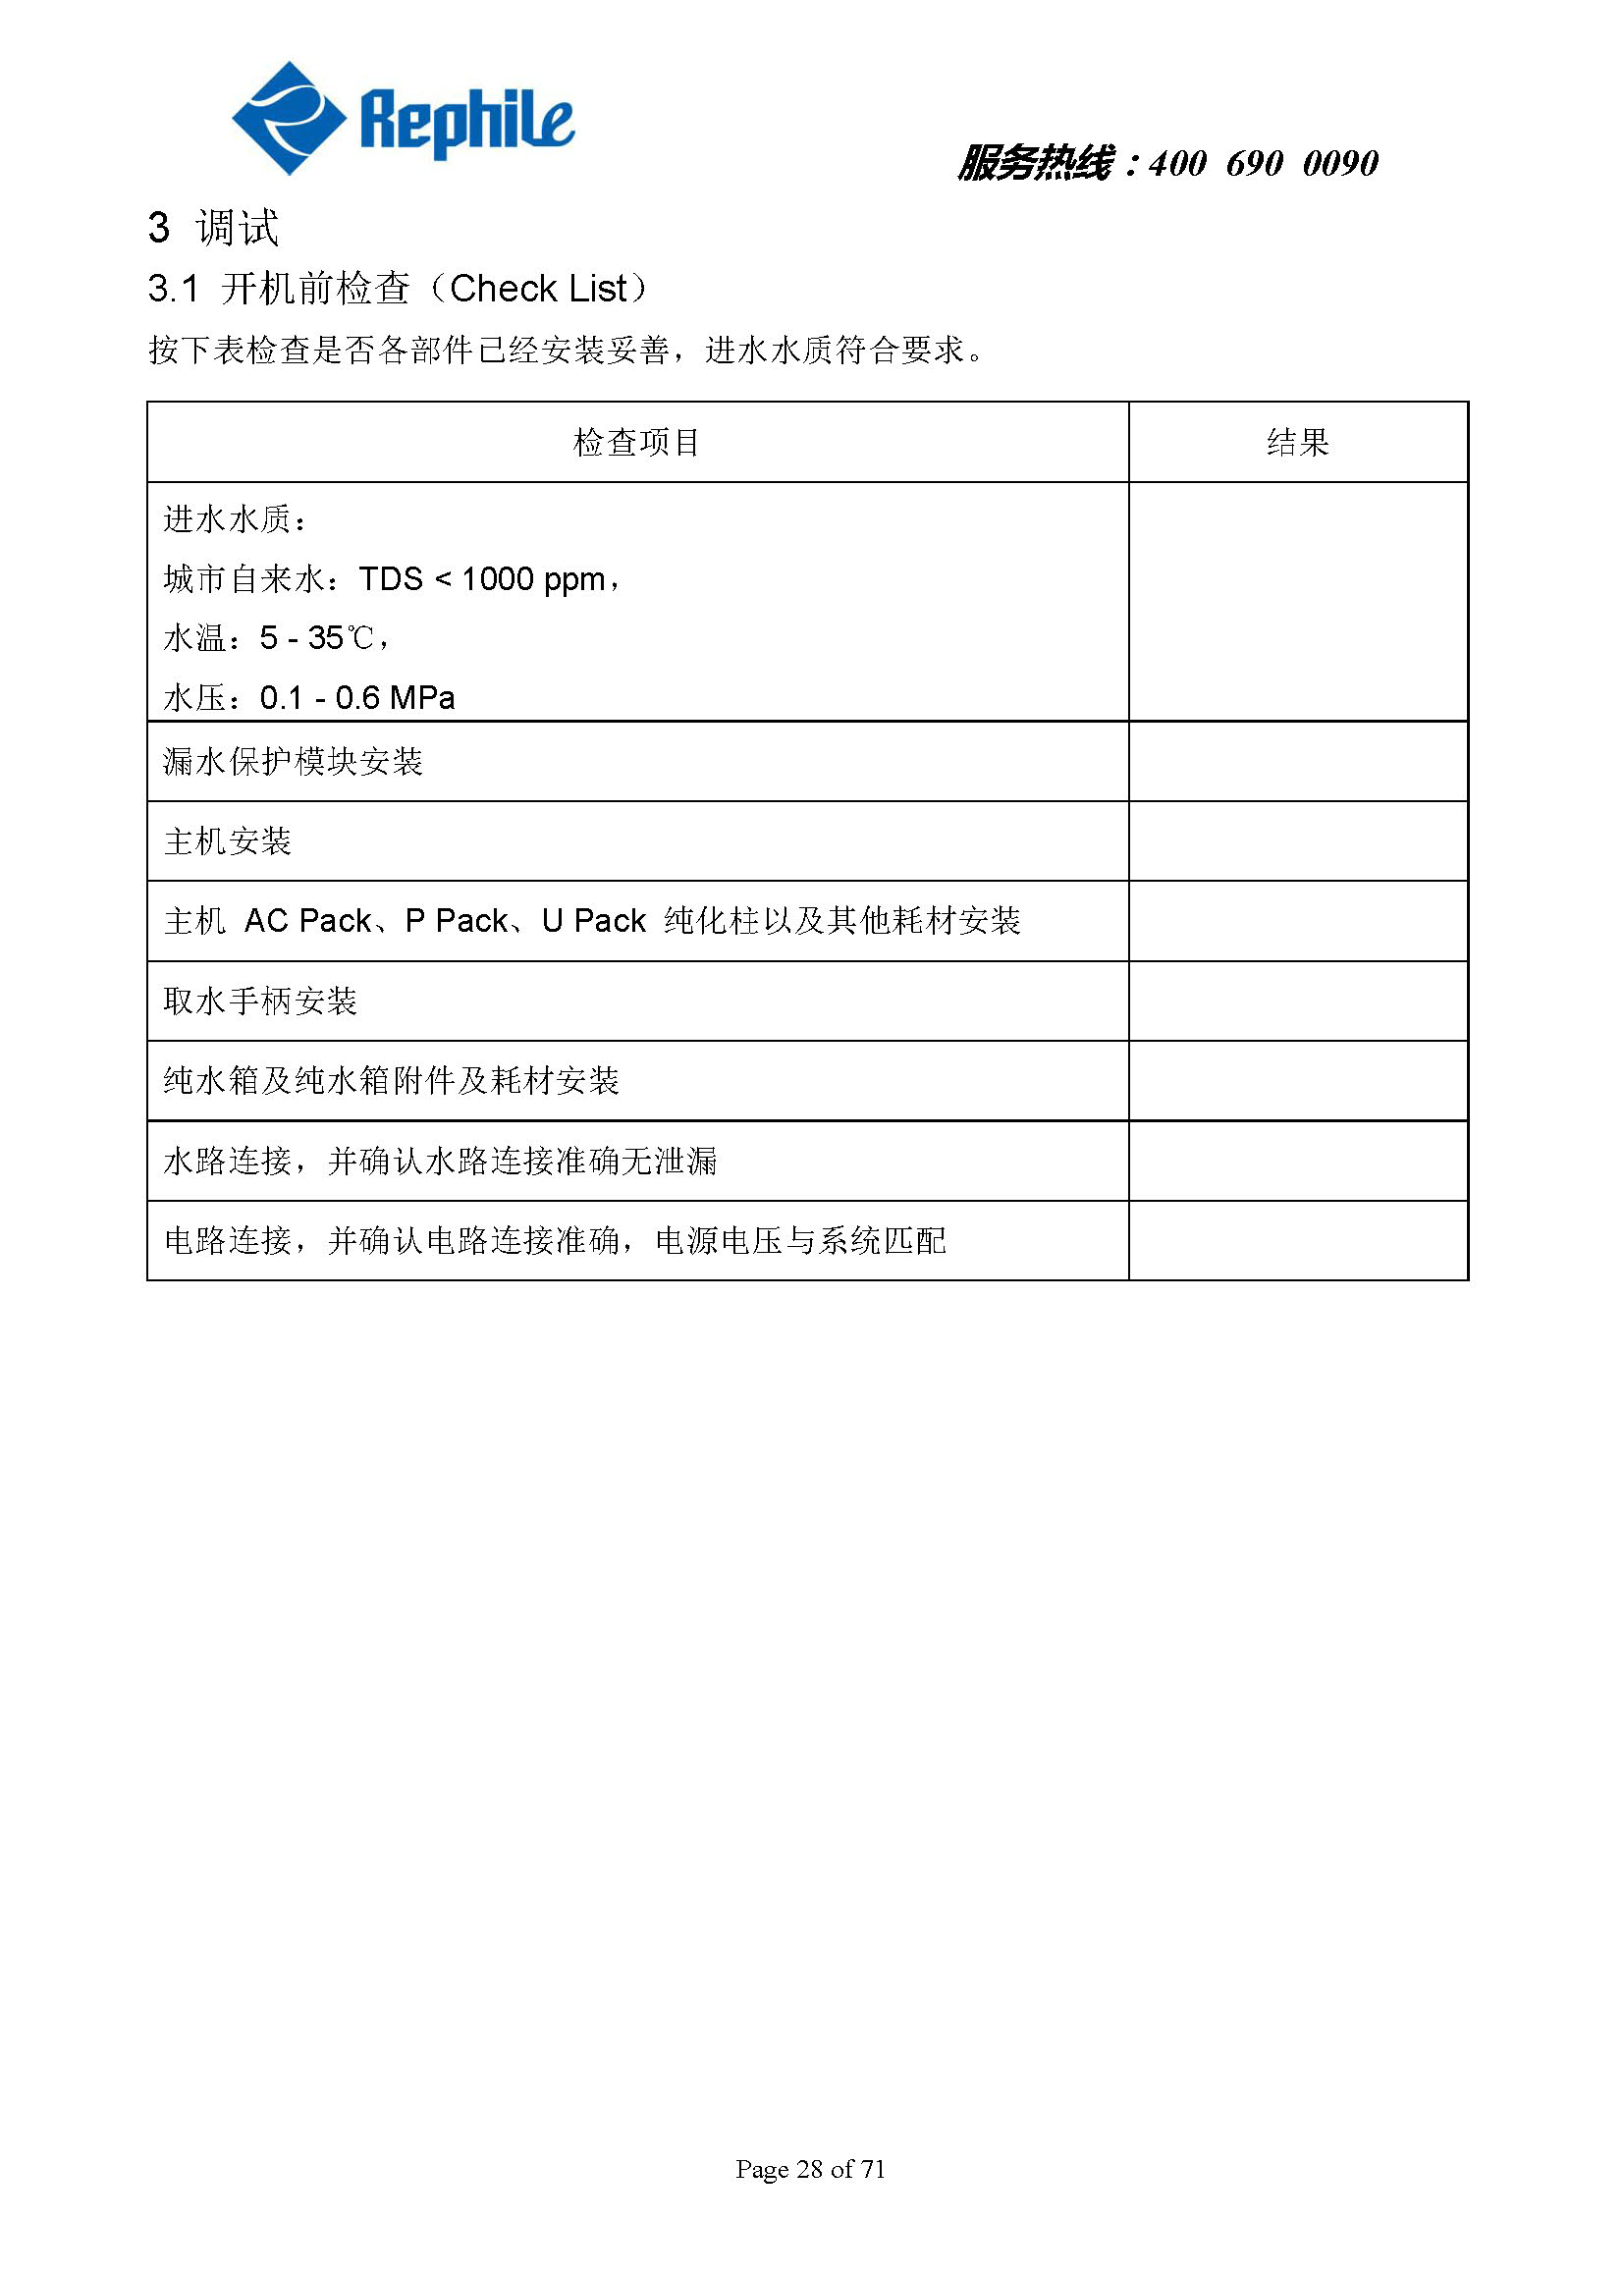 Rephile
服务热线：400 690 0090
3 调试
3.1 开机前检查（Check List）
按下表检查是否各部件已经安装妥善，进水水质符合要求。
检查项目 结果
进水水质：
城市自来水：TDS < 1000 ppm，
水温：5 - 35℃，
水压：0.1 - 0.6 MPa
漏水保护模块安装
主机安装
主机 AC Pack、P Pack、U Pack 纯化柱以及其他耗材安装
取水手柄安装
纯水箱及纯水箱附件及耗材安装
水路连接，并确认水路连接准确无泄漏
电路连接，并确认电路连接准确，电源电压与系统匹配
Page 28 of 71